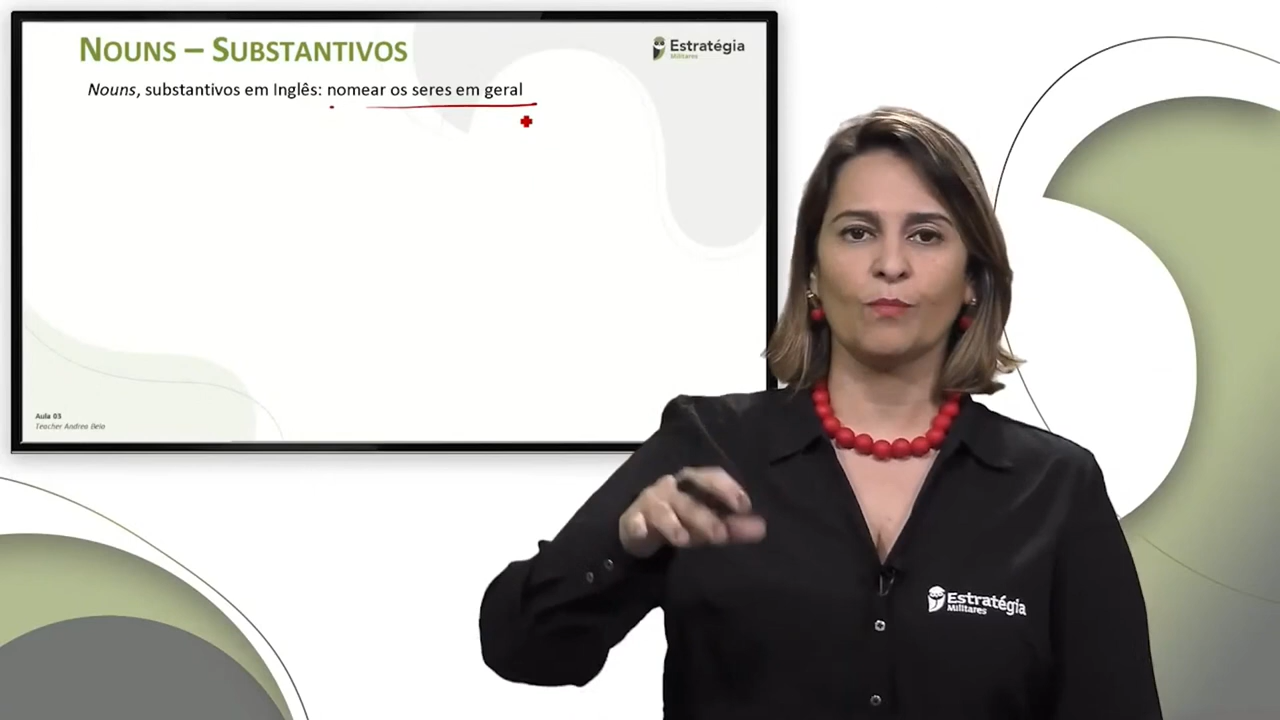 NOUNS – SUBSTANTIVOS
Estratégia
Militares
Nouns, substantivos em Inglês: nomear os seres em geral
Aula 03
Teacher Andrea Belo
Estratégia
Militares